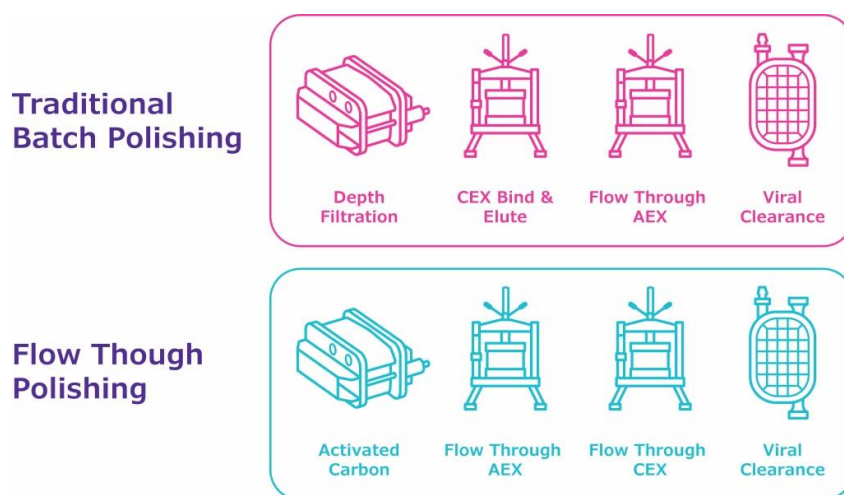 Traditional
Batch Polishing
Depth
Filtration
CEX Bind &
Elute
Flow Through
AEX
Viral
Clearance
Flow Though
Polishing
Activated
Carbon
Flow Through
AEX
Flow Through
CEX
Viral
Clearance